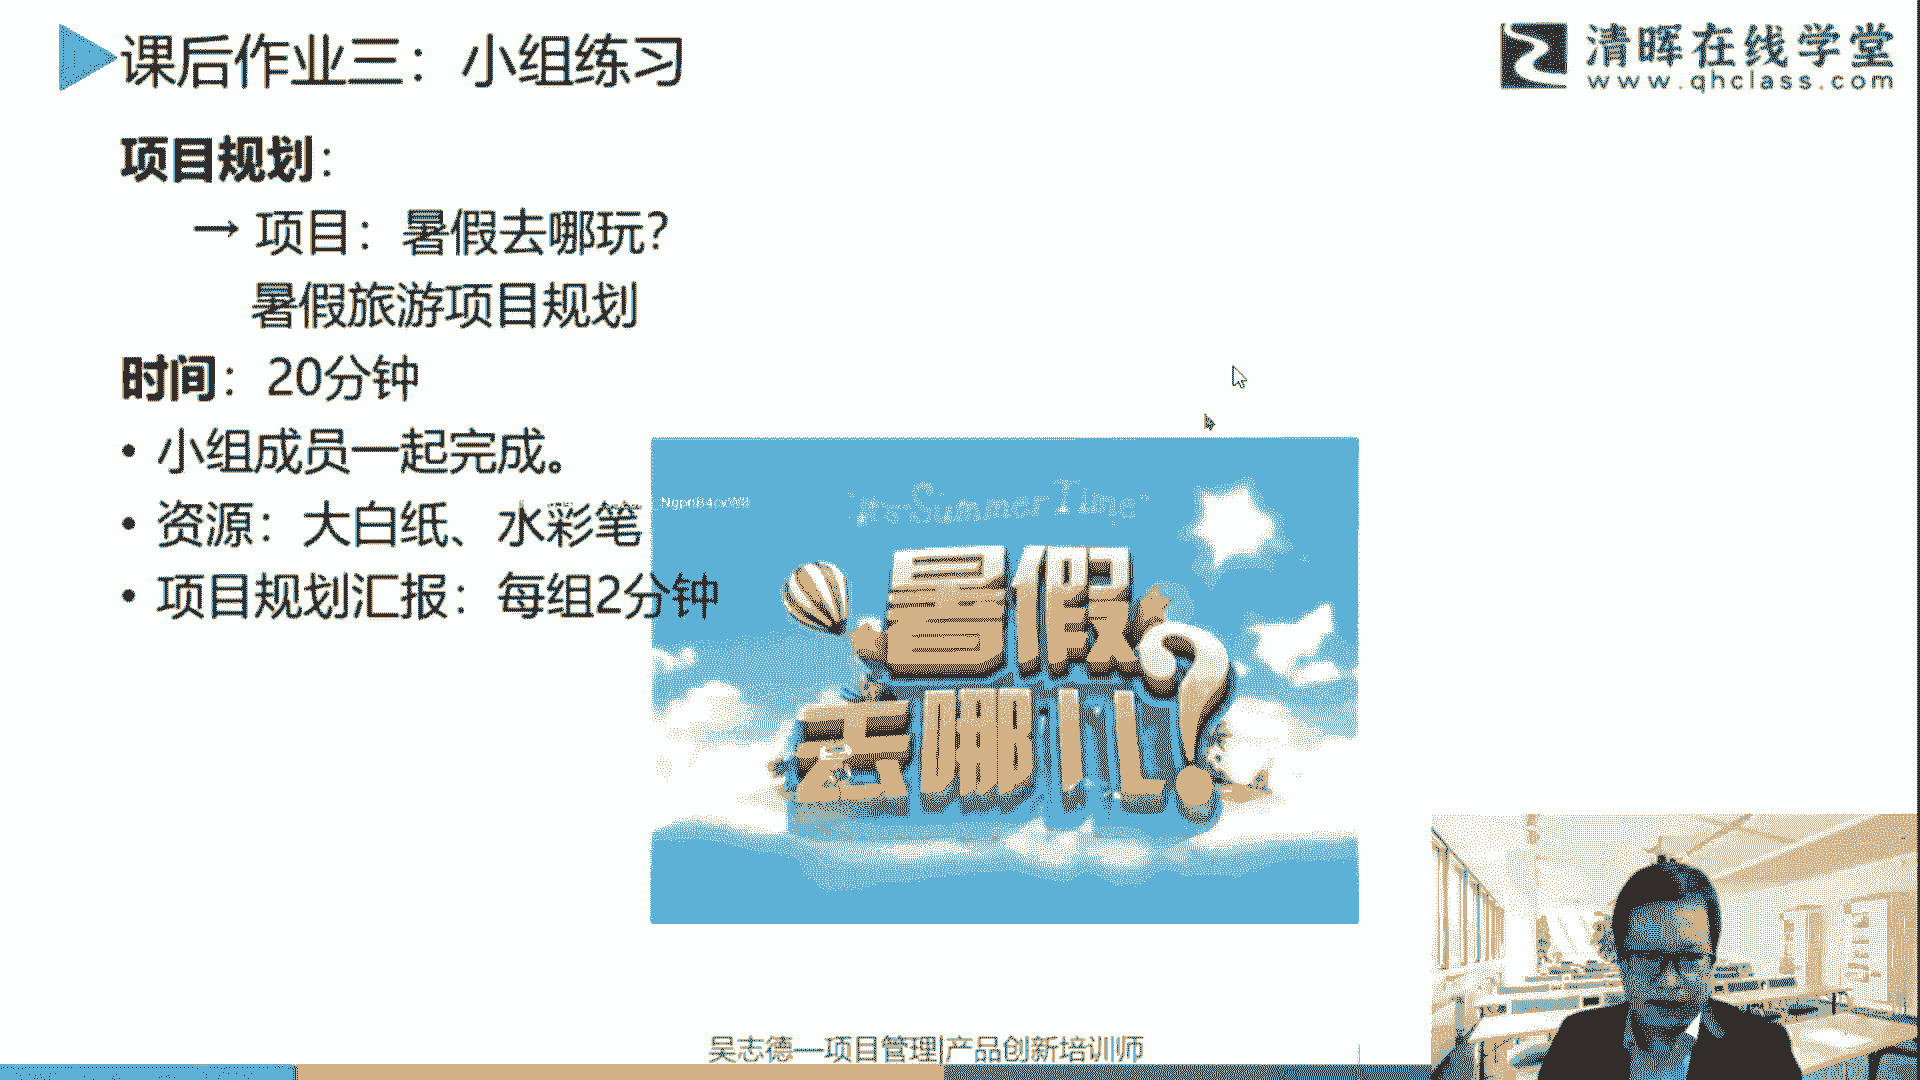 课后作业三：小组练习
清晖在线学堂
www.qhclass.com
项目规划：
→ 项目：暑假去哪玩？
暑假旅游项目规划
时间：20分钟
• 小组成员一起完成。
• 资源：大白纸、水彩笔
• 项目规划汇报：每组2分钟
It's Summer Time
暑假
去哪儿？
吴志德—项目管理|产品创新培训师